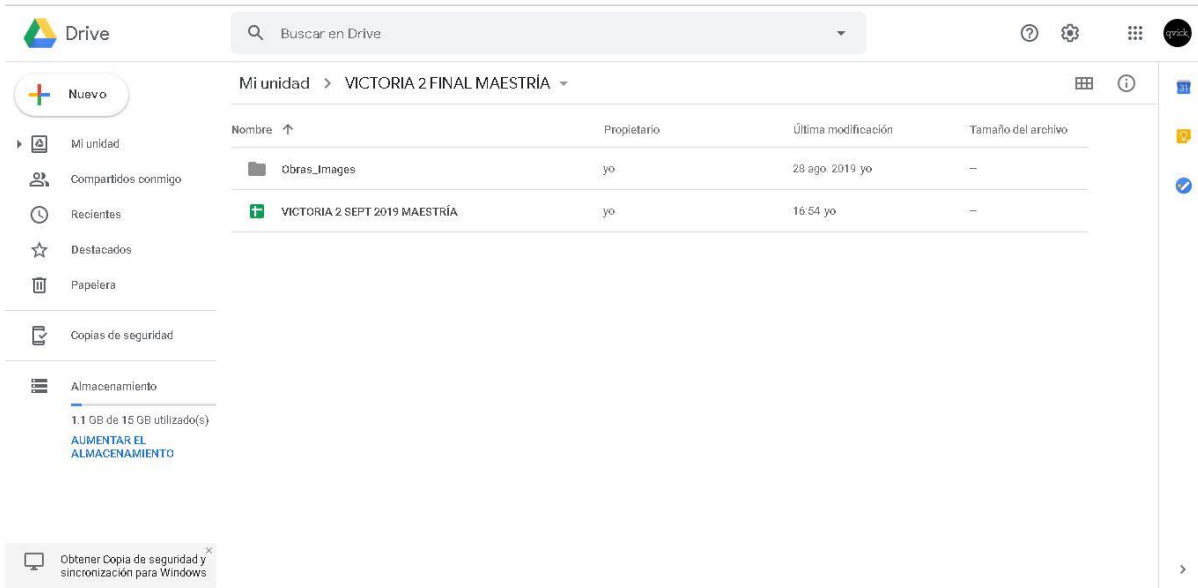 Drive
Buscar en Drive
qvick
Nuevo
Mi unidad > VICTORIA 2 FINAL MAESTRÍA
31
Nombre ↑ Propietario Última modificación Tamaño del archivo
Mi unidad
Obras_Images yo 28 ago. 2019 yo —
Compartidos conmigo
VICTORIA 2 SEPT 2019 MAESTRÍA yo 16:54 yo —
Recientes
Destacados
Papelera
Copias de seguridad
Almacenamiento
1.1 GB de 15 GB utilizado(s)
AUMENTAR EL
ALMACENAMIENTO
Obtener Copia de seguridad y
sincronización para Windows